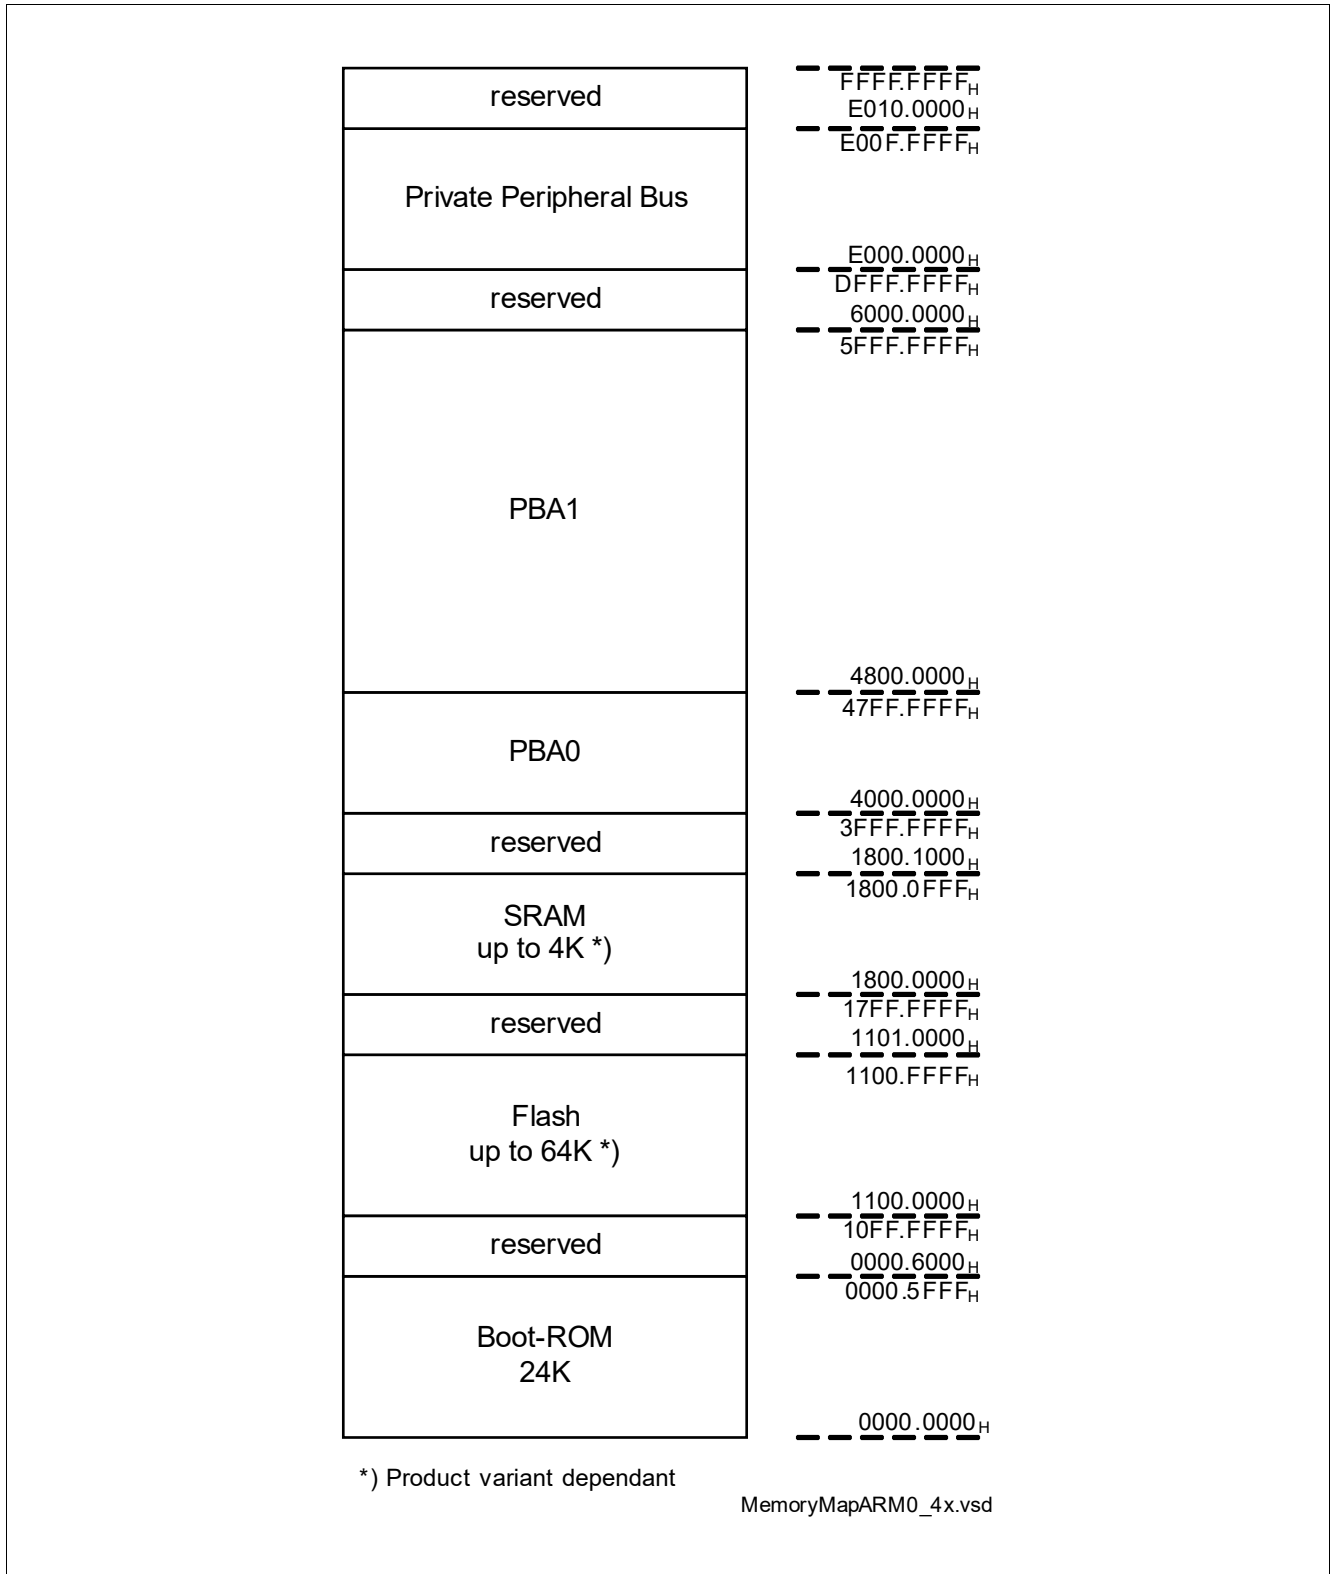 reserved
FFFF.FFFFH
E010.0000H
E00F.FFFFH
Private Peripheral Bus
E000.0000H
DFFF.FFFFH
reserved
6000.0000H
5FFF.FFFFH
PBA1
4800.0000H
47FF.FFFFH
PBA0
4000.0000H
3FFF.FFFFH
reserved
1800.1000H
1800.0FFFH
SRAM
up to 4K *)
1800.0000H
17FF.FFFFH
reserved
1101.0000H
1100.FFFFH
Flash
up to 64K *)
1100.0000H
10FF.FFFFH
reserved
0000.6000H
0000.5FFFH
Boot-ROM
24K
0000.0000H
*) Product variant dependant
MemoryMapARM0_4x.vsd